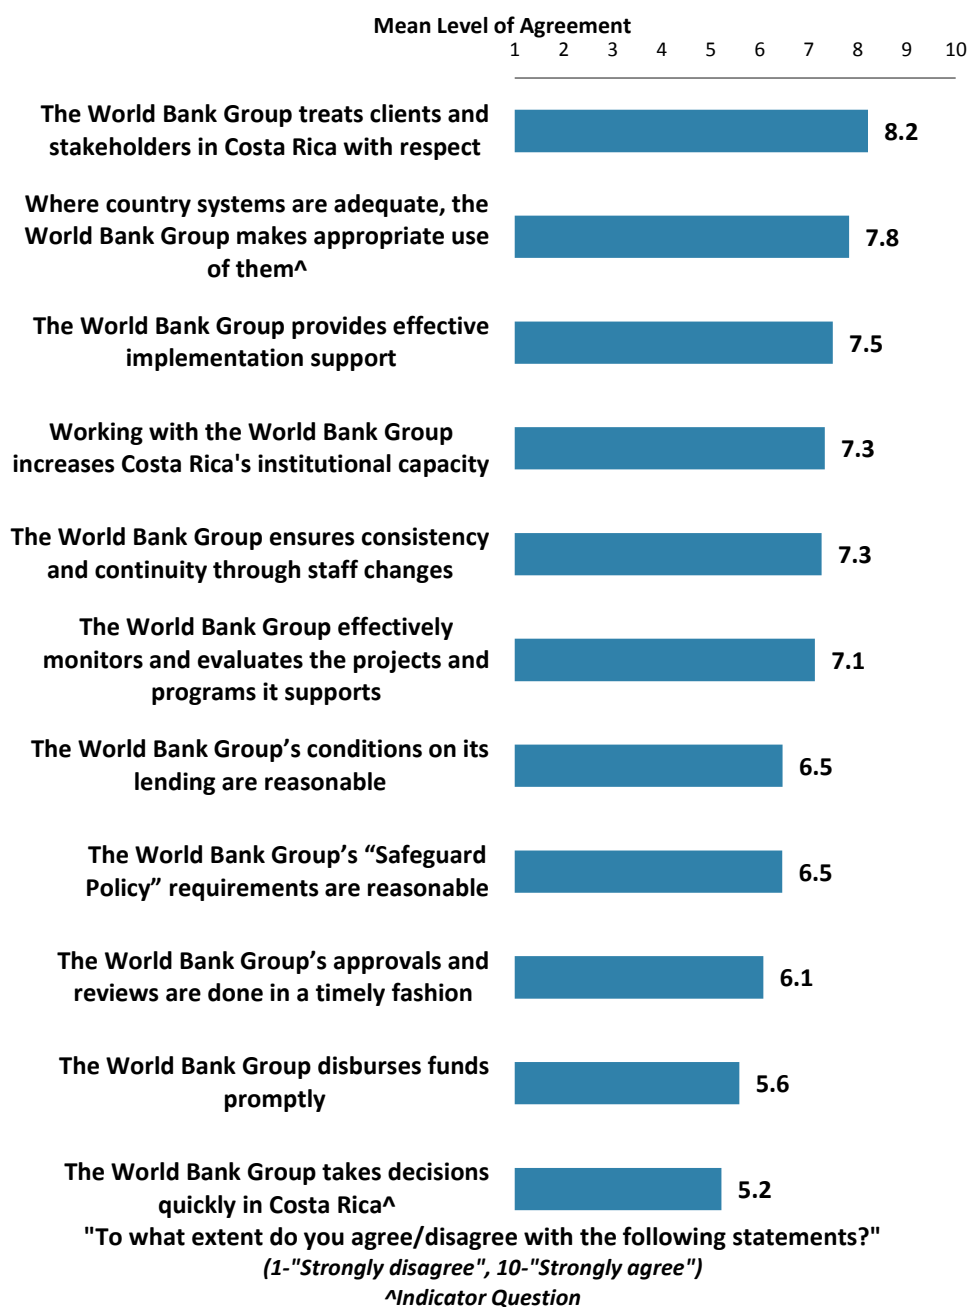 Mean Level of Agreement
1 2 3 4 5 6 7 8 9 10
The World Bank Group treats clients and
stakeholders in Costa Rica with respect
8.2
Where country systems are adequate, the
World Bank Group makes appropriate use
of them^
7.8
The World Bank Group provides effective
implementation support
7.5
Working with the World Bank Group
increases Costa Rica's institutional capacity
7.3
The World Bank Group ensures consistency
and continuity through staff changes
7.3
The World Bank Group effectively
monitors and evaluates the projects and
programs it supports
7.1
The World Bank Group’s conditions on its
lending are reasonable
6.5
The World Bank Group’s “Safeguard
Policy” requirements are reasonable
6.5
The World Bank Group’s approvals and
reviews are done in a timely fashion
6.1
The World Bank Group disburses funds
promptly
5.6
The World Bank Group takes decisions
quickly in Costa Rica^
5.2
"To what extent do you agree/disagree with the following statements?"
(1-"Strongly disagree", 10-"Strongly agree")
^Indicator Question